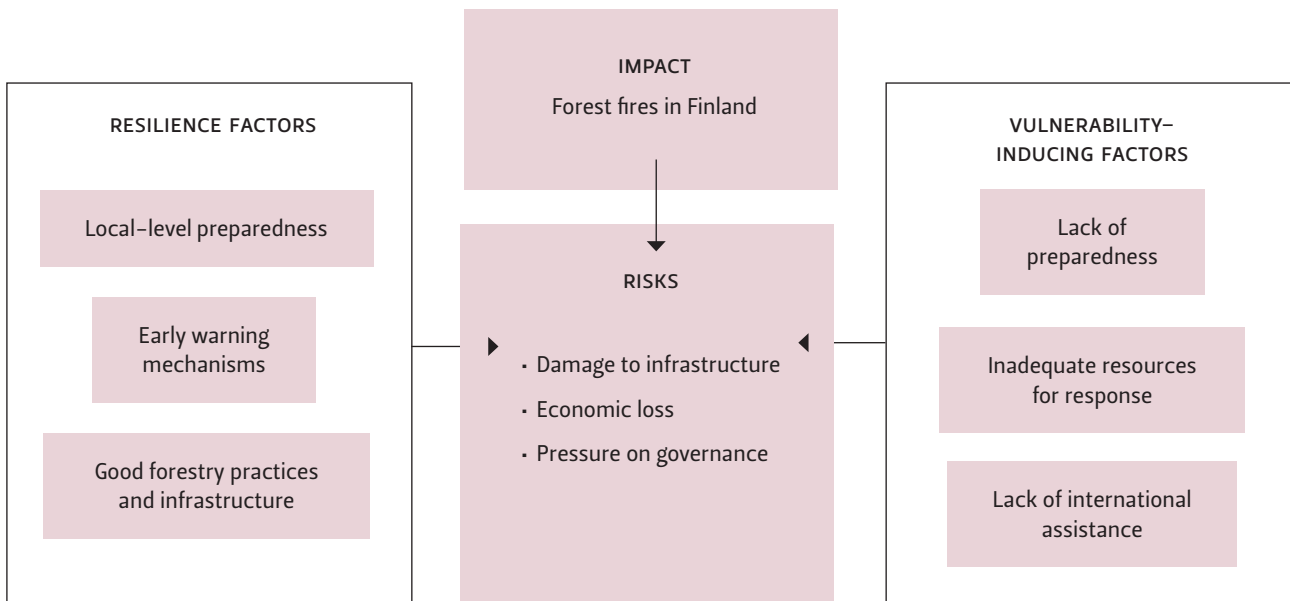 IMPACT
Forest fires in Finland
RESILIENCE FACTORS
Local-level preparedness
Early warning
mechanisms
Good forestry practices
and infrastructure
RISKS
· Damage to infrastructure
· Economic loss
· Pressure on governance
VULNERABILITY–
INDUCING FACTORS
Lack of
preparedness
Inadequate resources
for response
Lack of international
assistance